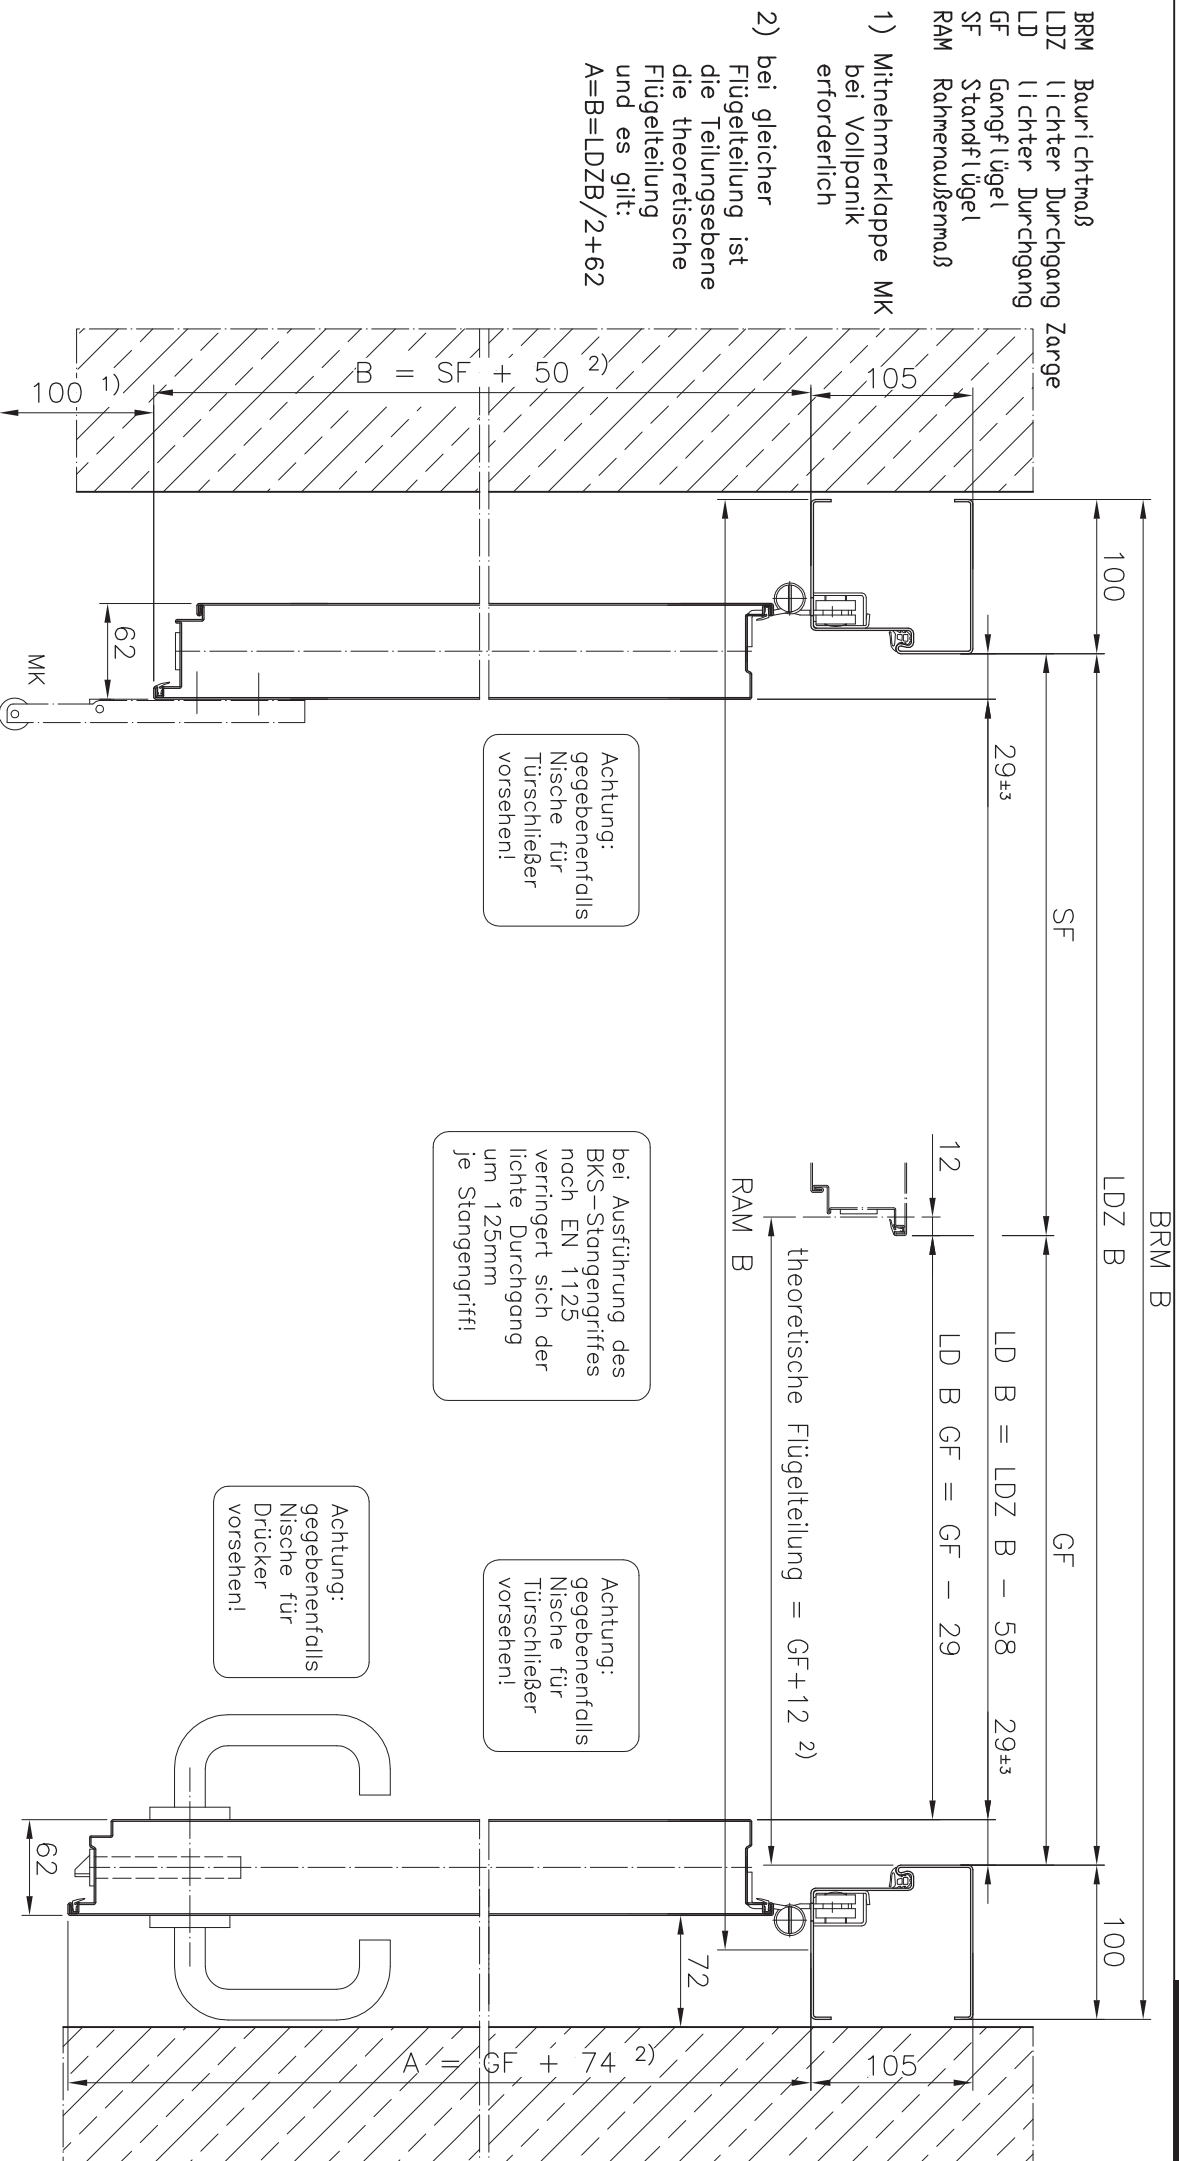 BRM Baurichtmaß
LDZ lichter Durchgang Zarge
LD lichter Durchgang
GF Gangflügel
SF Standflügel
RAM Rahmenaußenmaß
1) Mitnehmerklappe MK
bei Vollpanik
erforderlich
2) bei gleicher
Flügelteilung ist
die Teilungsebene
die theoretische
Flügelteilung
und es gilt:
A=B=LDZB/2+62
BRM B
100
LDZ B
100
SF
GF
29±3
LD B = LDZ B - 58
29±3
12
LD B GF = GF - 29
theoretische Flügelteilung = GF+12 2)
RAM B
105
B = SF + 50 2)
100 1)
62
MK
Achtung:
gegebenenfalls
Nische für
Türschließer
vorsehen!
bei Ausführung des
BKS-Stangengriffes
nach EN 1125
verringert sich der
lichte Durchgang
um 125mm
je Stangengriff!
Achtung:
gegebenenfalls
Nische für
Türschließer
vorsehen!
Achtung:
gegebenenfalls
Nische für
Drücker
vorsehen!
72
62
105
A = GF + 74 2)